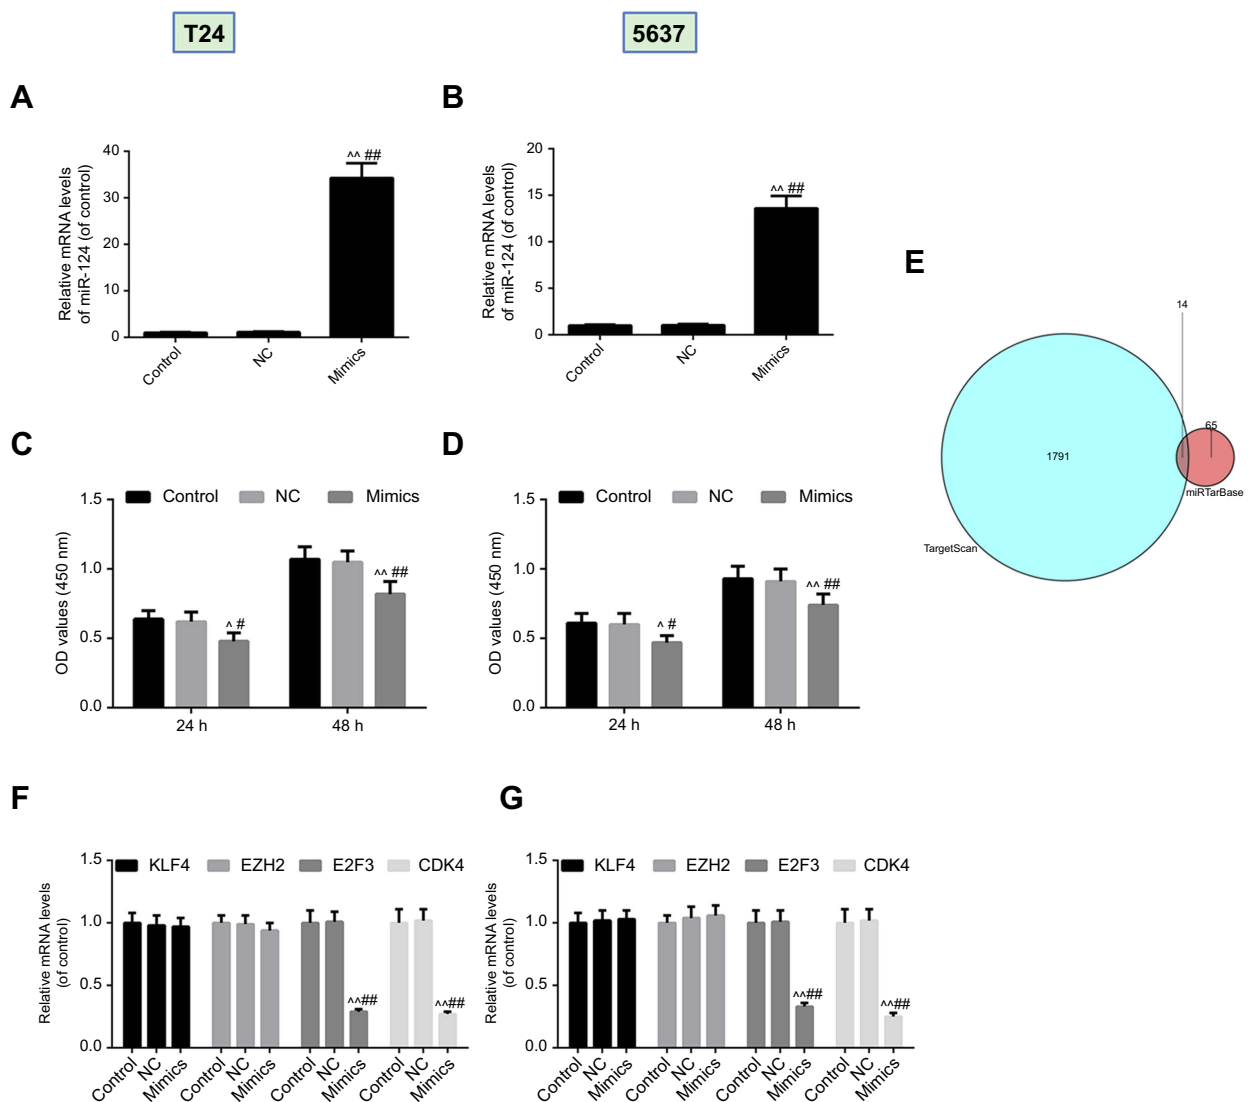 T24
5637
A
Relative mRNA levels
of miR-124 (of control)
40
30
20
10
0
^^ ##
Control
NC
Mimics
B
Relative mRNA levels
of miR-124 (of control)
20
15
10
5
0
^^ ##
Control
NC
Mimics
C
OD values (450 nm)
1.5
1.0
0.5
0.0
Control
NC
Mimics
^ #
^^ ##
24 h
48 h
D
OD values (450 nm)
1.5
1.0
0.5
0.0
Control
NC
Mimics
^ #
^^ ##
24 h
48 h
E
14
65
1791
miRTarBase
TargetScan
F
Relative mRNA levels
(of control)
1.5
1.0
0.5
0.0
KLF4
EZH2
E2F3
CDK4
^^##
^^##
Control
NC
Mimics
Control
NC
Mimics
Control
NC
Mimics
Control
NC
Mimics
G
Relative mRNA levels
(of control)
1.5
1.0
0.5
0.0
KLF4
EZH2
E2F3
CDK4
^^##
^^##
Control
NC
Mimics
Control
NC
Mimics
Control
NC
Mimics
Control
NC
Mimics